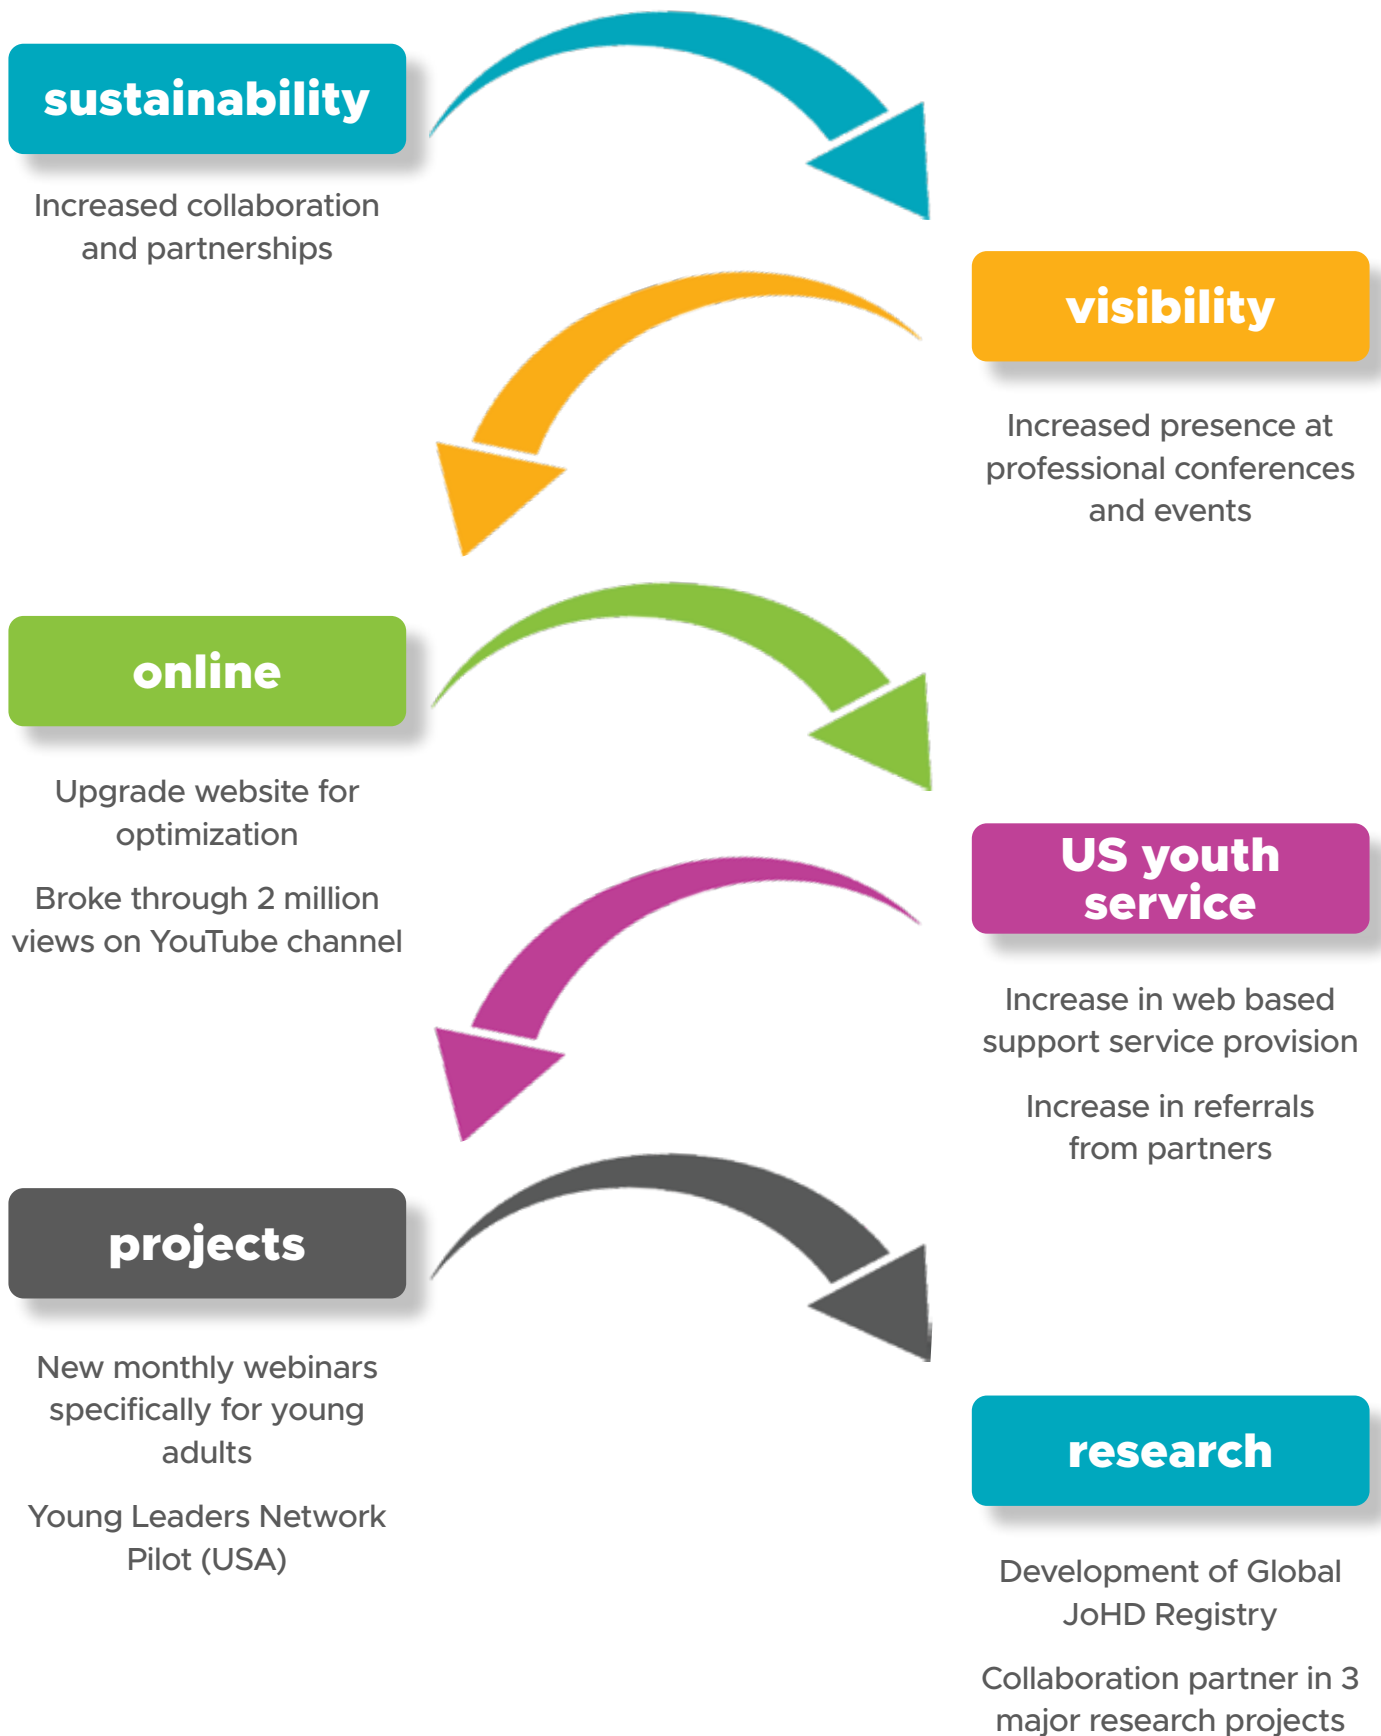 sustainability
Increased collaboration
and partnerships
visibility
Increased presence at
professional conferences
and events
online
Upgrade website for
optimization
Broke through 2 million
views on YouTube channel
US youth
service
Increase in web based
support service provision
Increase in referrals
from partners
projects
New monthly webinars
specifically for young
adults
Young Leaders Network
Pilot (USA)
research
Development of Global
JoHD Registry
Collaboration partner in 3
major research projects